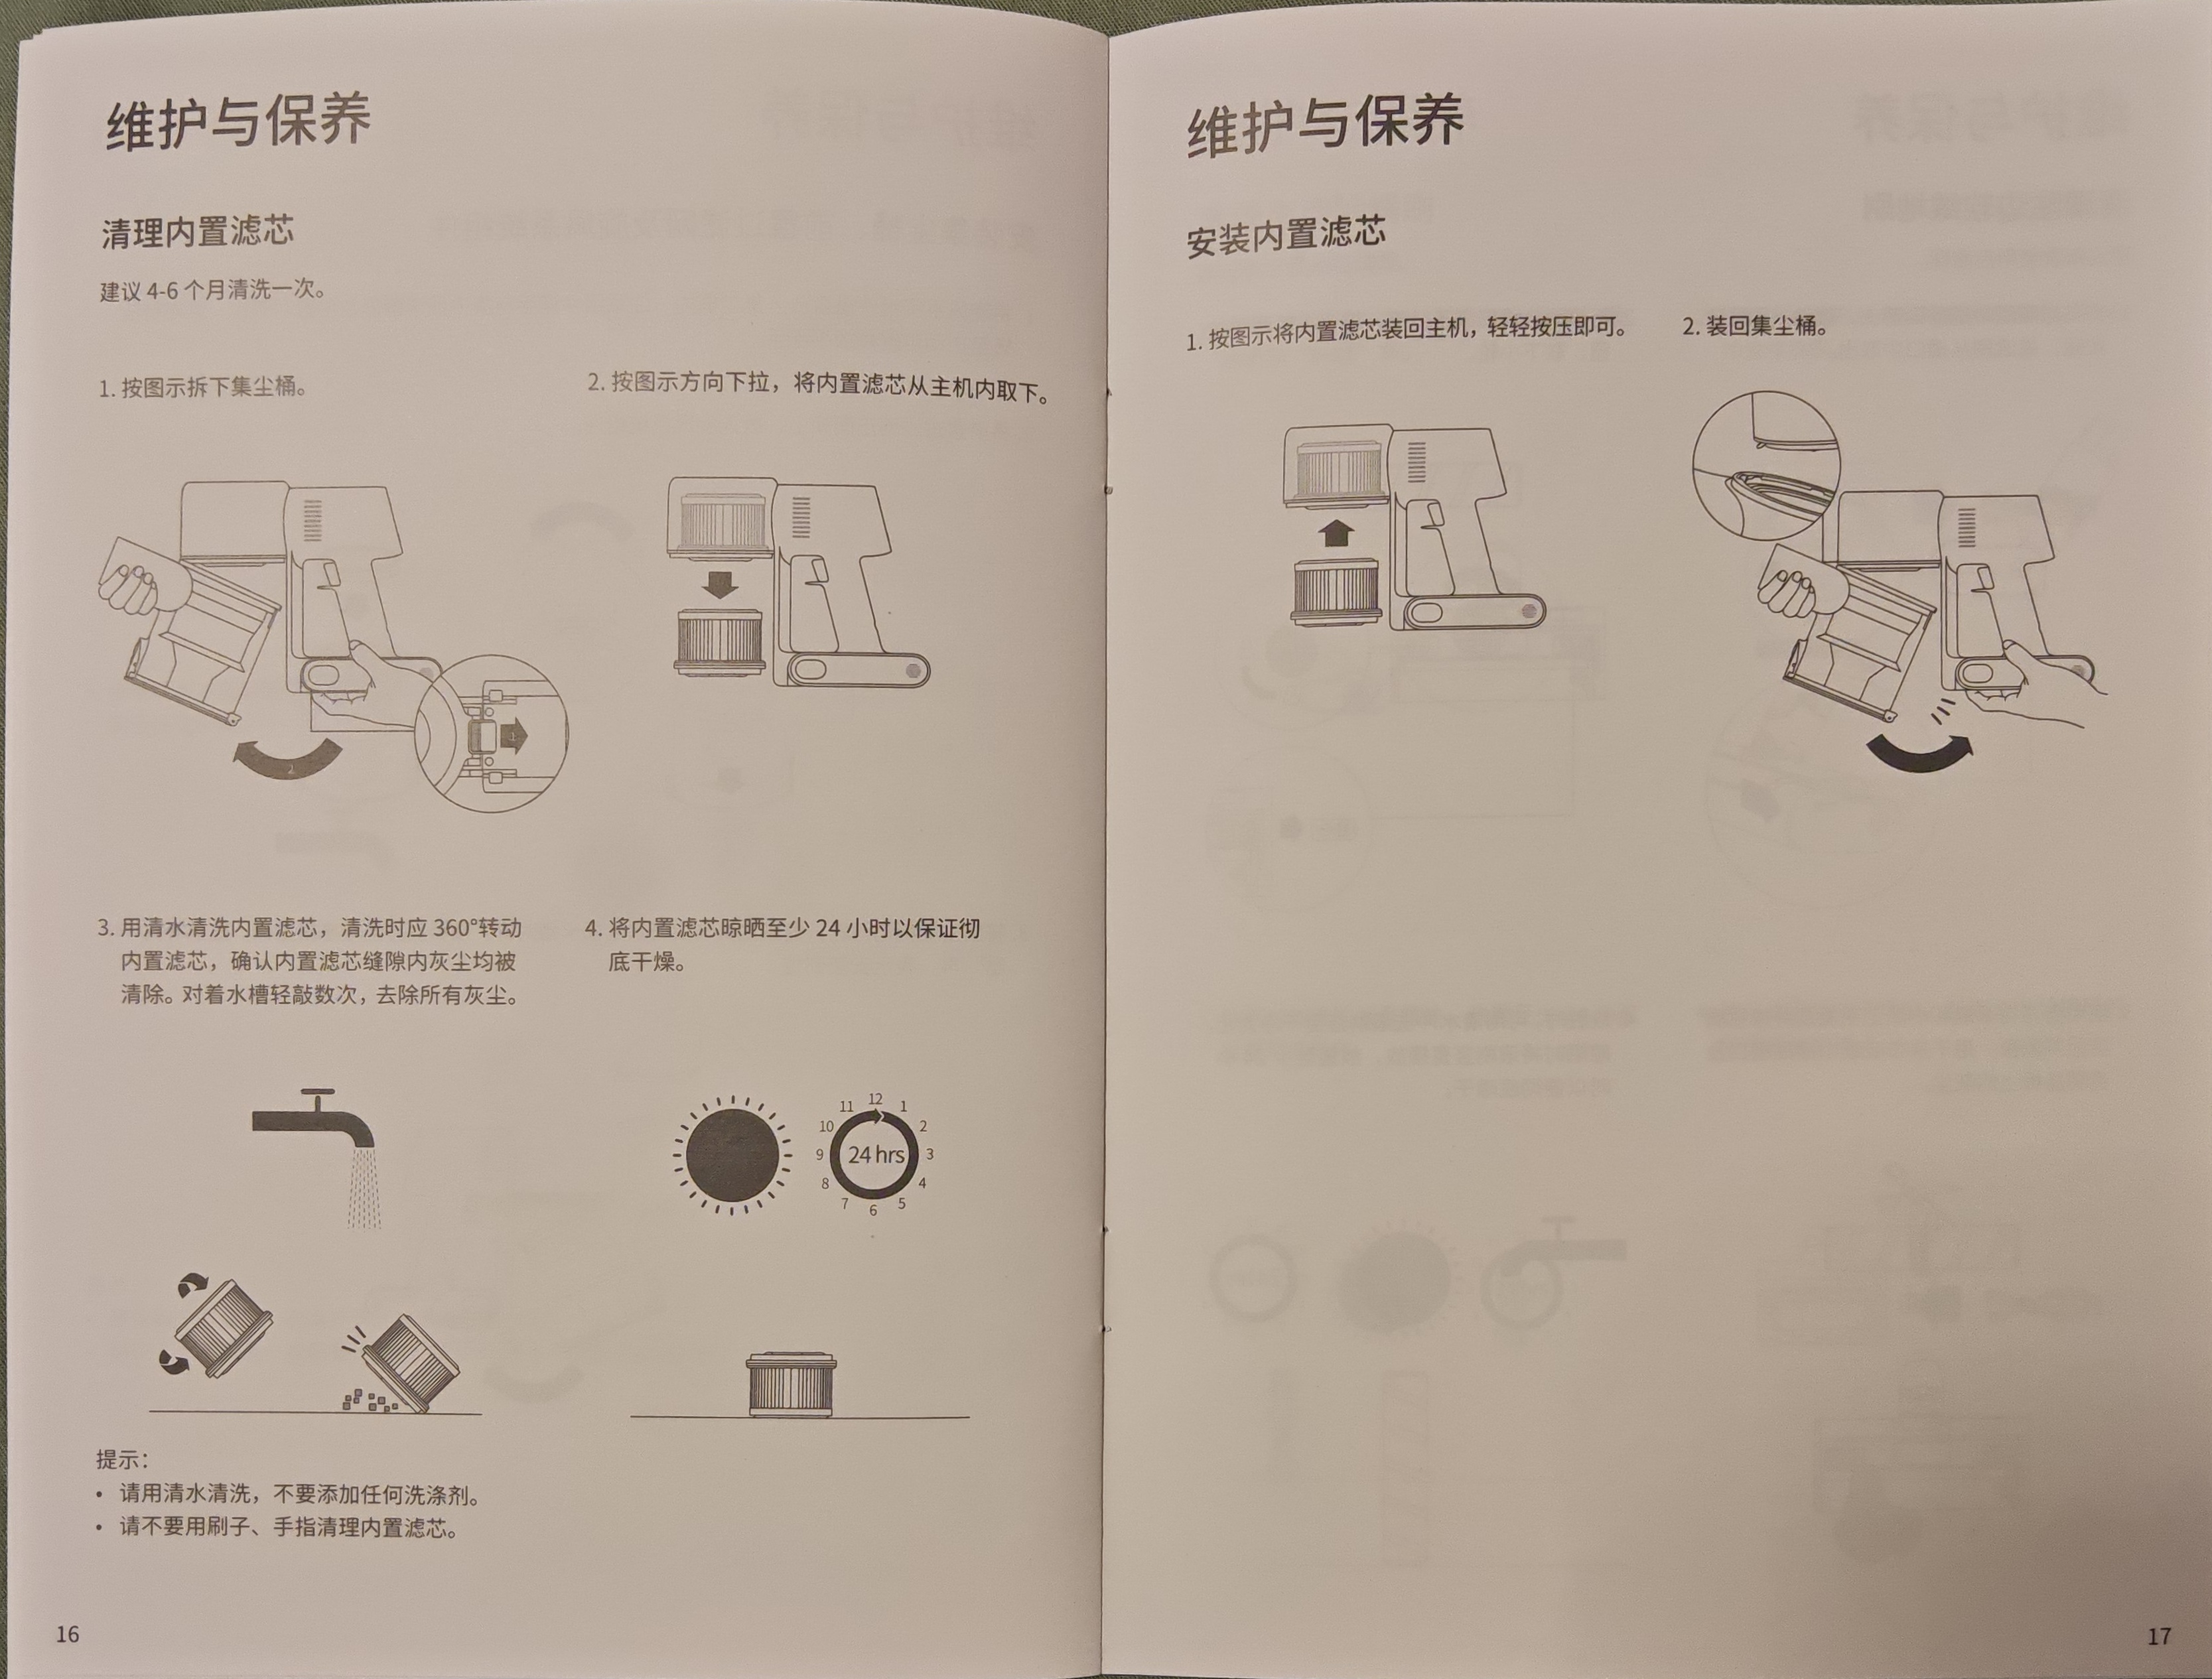 维护与保养
清理内置滤芯
建议 4-6 个月清洗一次。
1. 按图示拆下集尘桶。
2. 按图示方向下拉，将内置滤芯从主机内取下。
1
2
3. 用清水清洗内置滤芯，清洗时应 360°转动
内置滤芯，确认内置滤芯缝隙内灰尘均被
清除。对着水槽轻敲数次，去除所有灰尘。
4. 将内置滤芯晾晒至少 24 小时以保证彻
底干燥。
12
1
2
3
4
5
6
7
8
9
10
11
24 hrs
提示：
• 请用清水清洗，不要添加任何洗涤剂。
• 请不要用刷子、手指清理内置滤芯。
16
维护与保养
安装内置滤芯
1. 按图示将内置滤芯装回主机，轻轻按压即可。
2. 装回集尘桶。
17